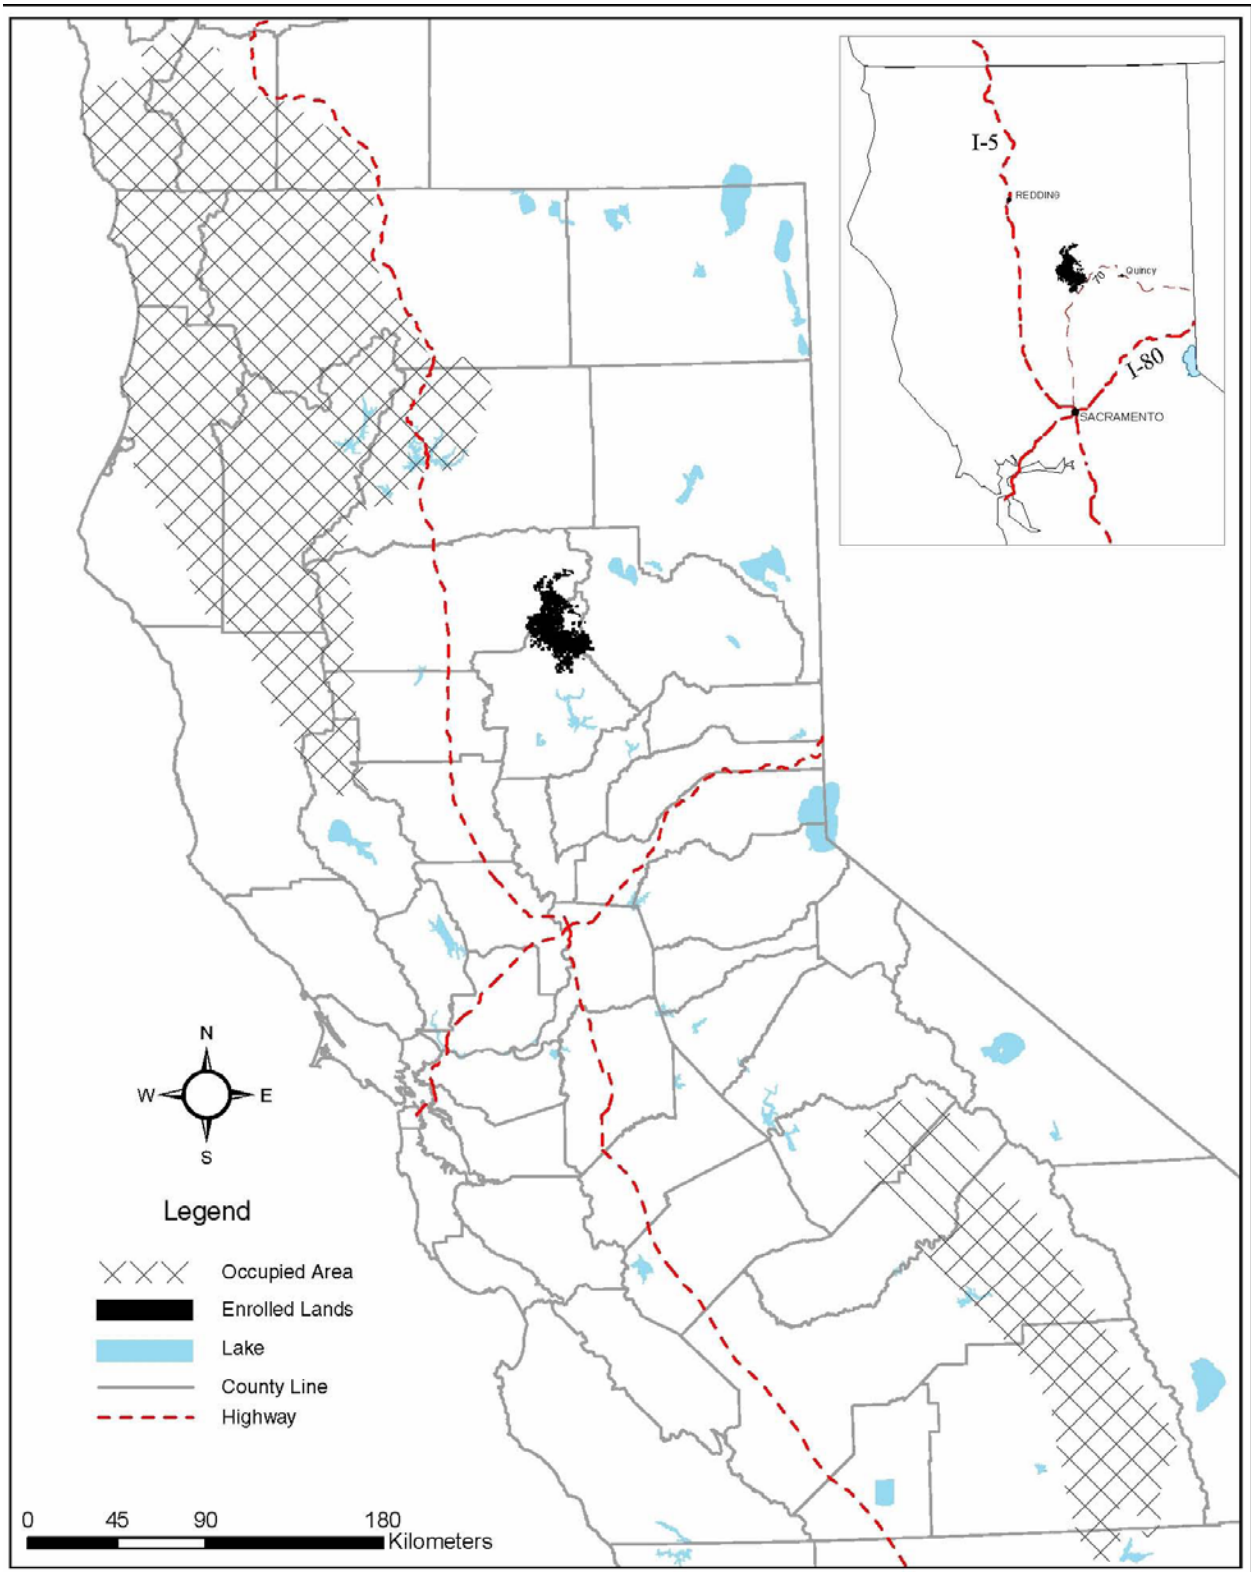 I-5
REDDING
Quincy
70
I-80
SACRAMENTO
N
W E
S
Legend
Occupied Area
Enrolled Lands
Lake
County Line
Highway
0 45 90 180
Kilometers